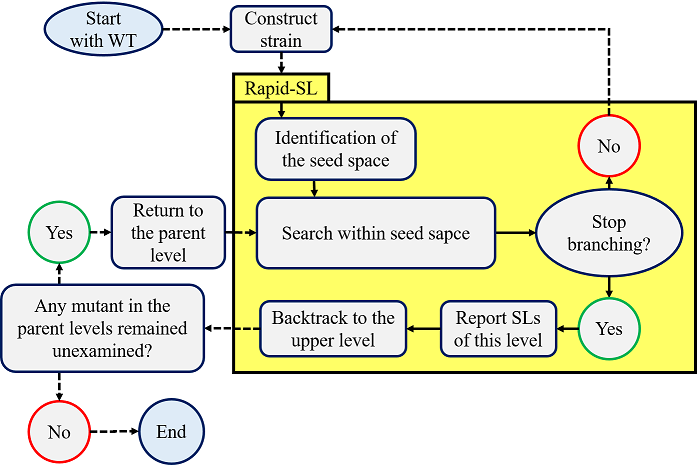 Start
with WT
Construct
strain
Rapid-SL
Identification of
the seed space
No
Yes
Return to
the parent
level
Search within seed sapce
Stop
branching?
Any mutant in the
parent levels remained
unexamined?
Backtrack to the
upper level
Report SLs
of this level
Yes
No
End